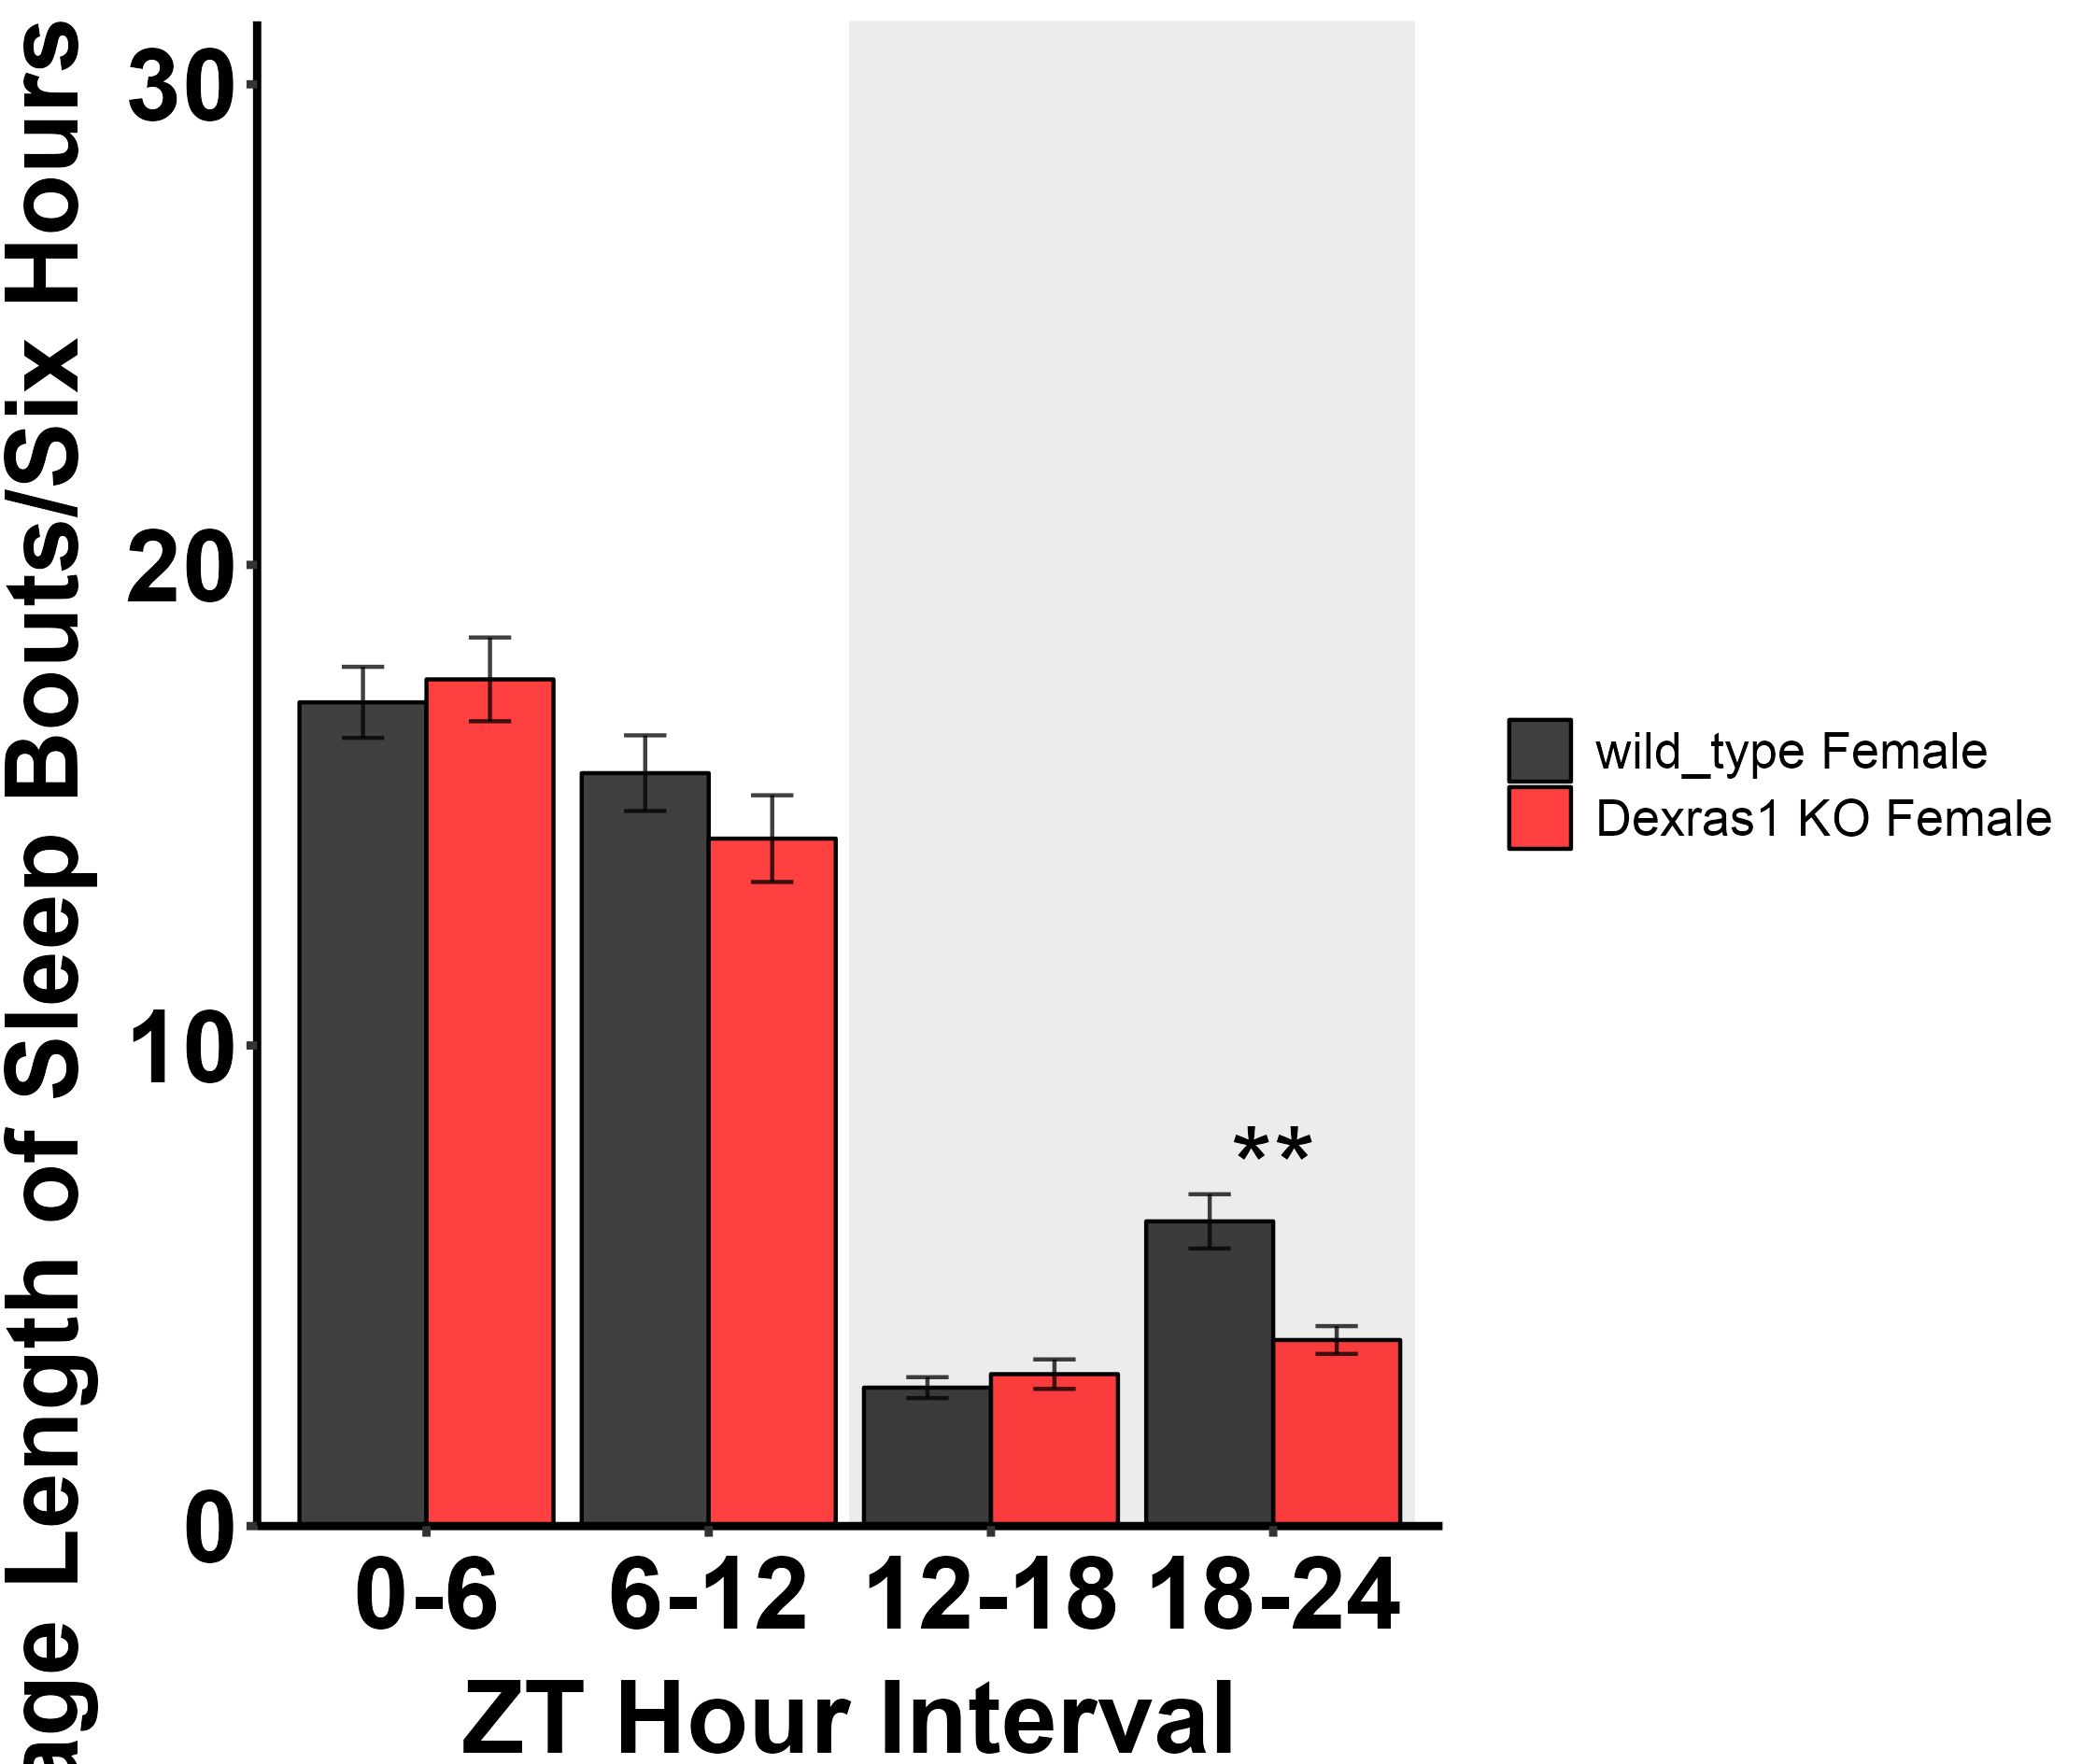 age Length of Sleep Bouts/Six Hours
30
20
10
0
**
0-6 6-12 12-18 18-24
ZT Hour Interval
wild_type Female
Dexras1 KO Female